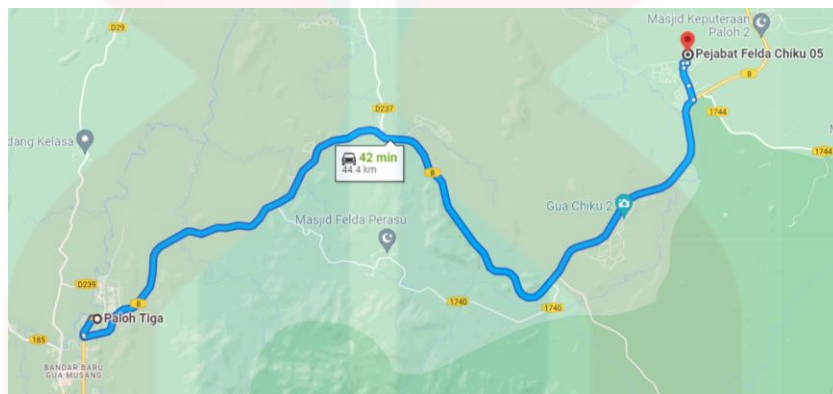 D29
Masjid Keputeraan
Paloh 2
Pejabat Felda Chiku 05
8
1744
D237
dang Kelasa
42 min
44.4 km
8
1744
Gua Chiku 2
Masjid Felda Perasu
D239
8
1740
1740
Paloh Tiga
185
BANDAR BARU
GUA MUSANG